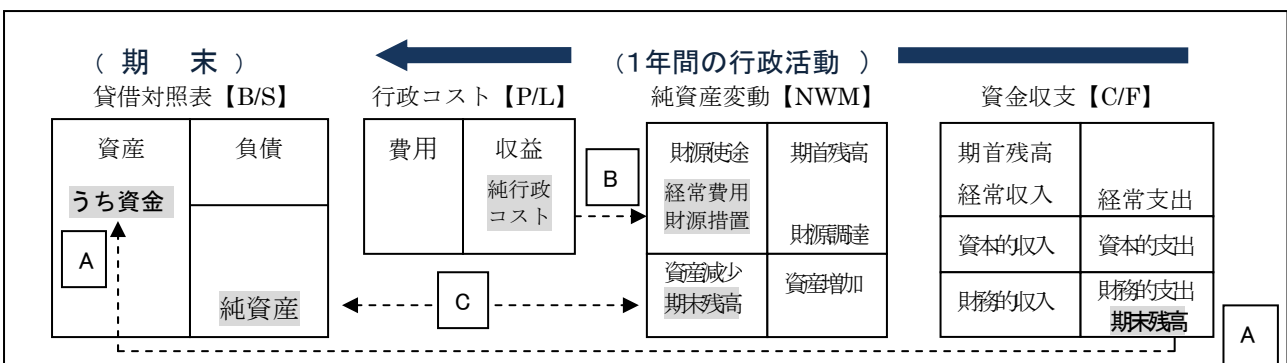 （ 期　末 ）
（1年間の行政活動 ）
貸借対照表【B/S】
行政コスト【P/L】
純資産変動【NWM】
資金収支【C/F】
資産
うち資金
A
負債
純資産
費用
収益
純行政
コスト
B
C
財源使途
経常費用
財源措置
資産減少
期末残高
期首残高
財源調達
資産増加
期首残高
経常収入
経常支出
資本的収入
資本的支出
財務的収入
財務的支出
期末残高
A